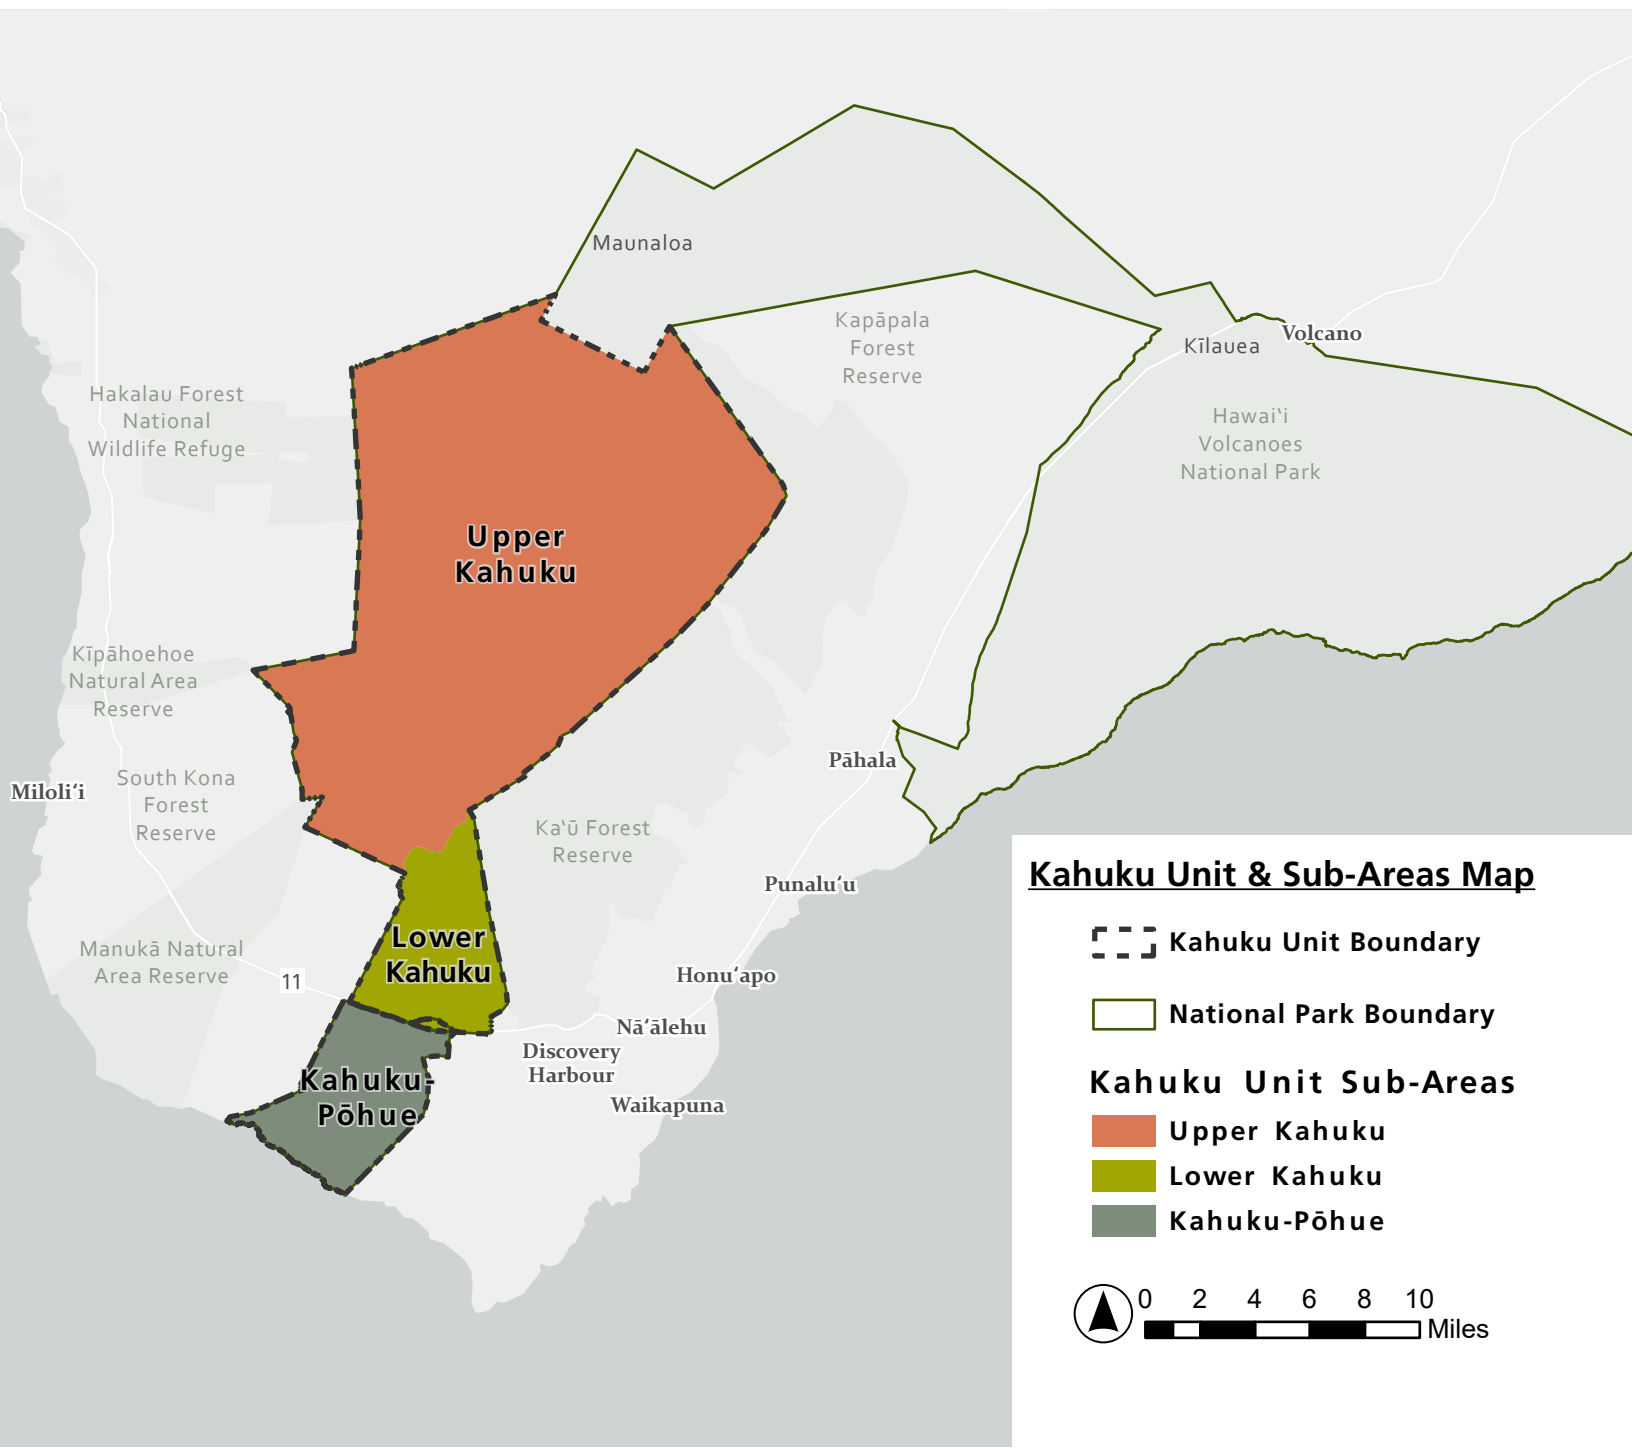 Maunaloa
Kapāpala
Forest
Reserve
Volcano
Kīlauea
Hawaiʻi
Volcanoes
National Park
Hakalau Forest
National
Wildlife Refuge
Upper
Kahuku
Kīpāhoehoe
Natural Area
Reserve
Pāhala
South Kona
Forest
Reserve
Miloliʻi
Kaʻū Forest
Reserve
Punaluʻu
Lower
Kahuku
Manukā Natural
Area Reserve
11
Honuʻapo
Nāʻālehu
Discovery
Harbour
Waikapuna
Kahuku-
Pōhue
Kahuku Unit & Sub-Areas Map
Kahuku Unit Boundary
National Park Boundary
Kahuku Unit Sub-Areas
Upper Kahuku
Lower Kahuku
Kahuku-Pōhue
0 2 4 6 8 10
Miles